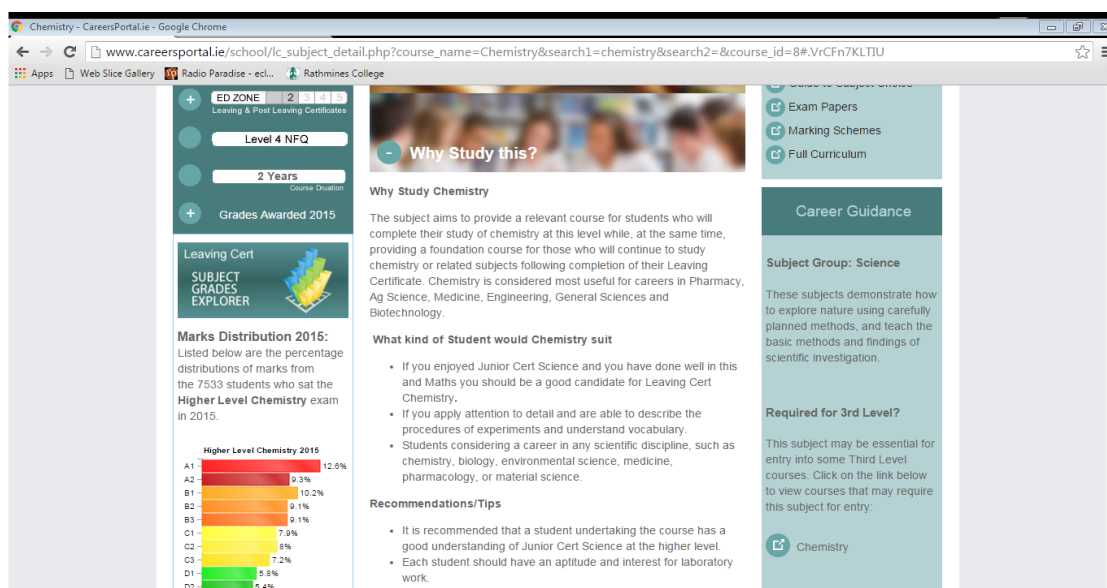 Chemistry - CareersPortal.ie - Google Chrome
www.careersportal.ie/school/lc_subject_detail.php?course_name=Chemistry&search1=chemistry&search2=&course_id=8#.VrCFn7KLTIU
Apps Web Slice Gallery Radio Paradise - ecl... Rathmines College
ED ZONE 2 3 4 5
Leaving & Post Leaving Certificates
Level 4 NFQ
2 Years
Course Druation
+ Grades Awarded 2015
Leaving Cert
SUBJECT
GRADES
EXPLORER
Marks Distribution 2015:
Listed below are the percentage
distributions of marks from
the 7533 students who sat the
Higher Level Chemistry exam
in 2015.
Higher Level Chemistry 2015
A1 12.6%
A2 9.3%
B1 10.2%
B2 9.1%
B3 9.1%
C1 7.9%
C2 8%
C3 7.2%
D1 5.8%
D2 5.4%
- Why Study this?
Why Study Chemistry
The subject aims to provide a relevant course for students who will
complete their study of chemistry at this level while, at the same time,
providing a foundation course for those who will continue to study
chemistry or related subjects following completion of their Leaving
Certificate. Chemistry is considered most useful for careers in Pharmacy,
Ag Science, Medicine, Engineering, General Sciences and
Biotechnology.
What kind of Student would Chemistry suit
• If you enjoyed Junior Cert Science and you have done well in this
and Maths you should be a good candidate for Leaving Cert
Chemistry.
• If you apply attention to detail and are able to describe the
procedures of experiments and understand vocabulary.
• Students considering a career in any scientific discipline, such as
chemistry, biology, environmental science, medicine,
pharmacology, or material science.
Recommendations/Tips
• It is recommended that a student undertaking the course has a
good understanding of Junior Cert Science at the higher level.
• Each student should have an aptitude and interest for laboratory
work.
Guide to Subject Choice
Exam Papers
Marking Schemes
Full Curriculum
Career Guidance
Subject Group: Science
These subjects demonstrate how
to explore nature using carefully
planned methods, and teach the
basic methods and findings of
scientific investigation.
Required for 3rd Level?
This subject may be essential for
entry into some Third Level
courses. Click on the link below
to view courses that may require
this subject for entry:
Chemistry